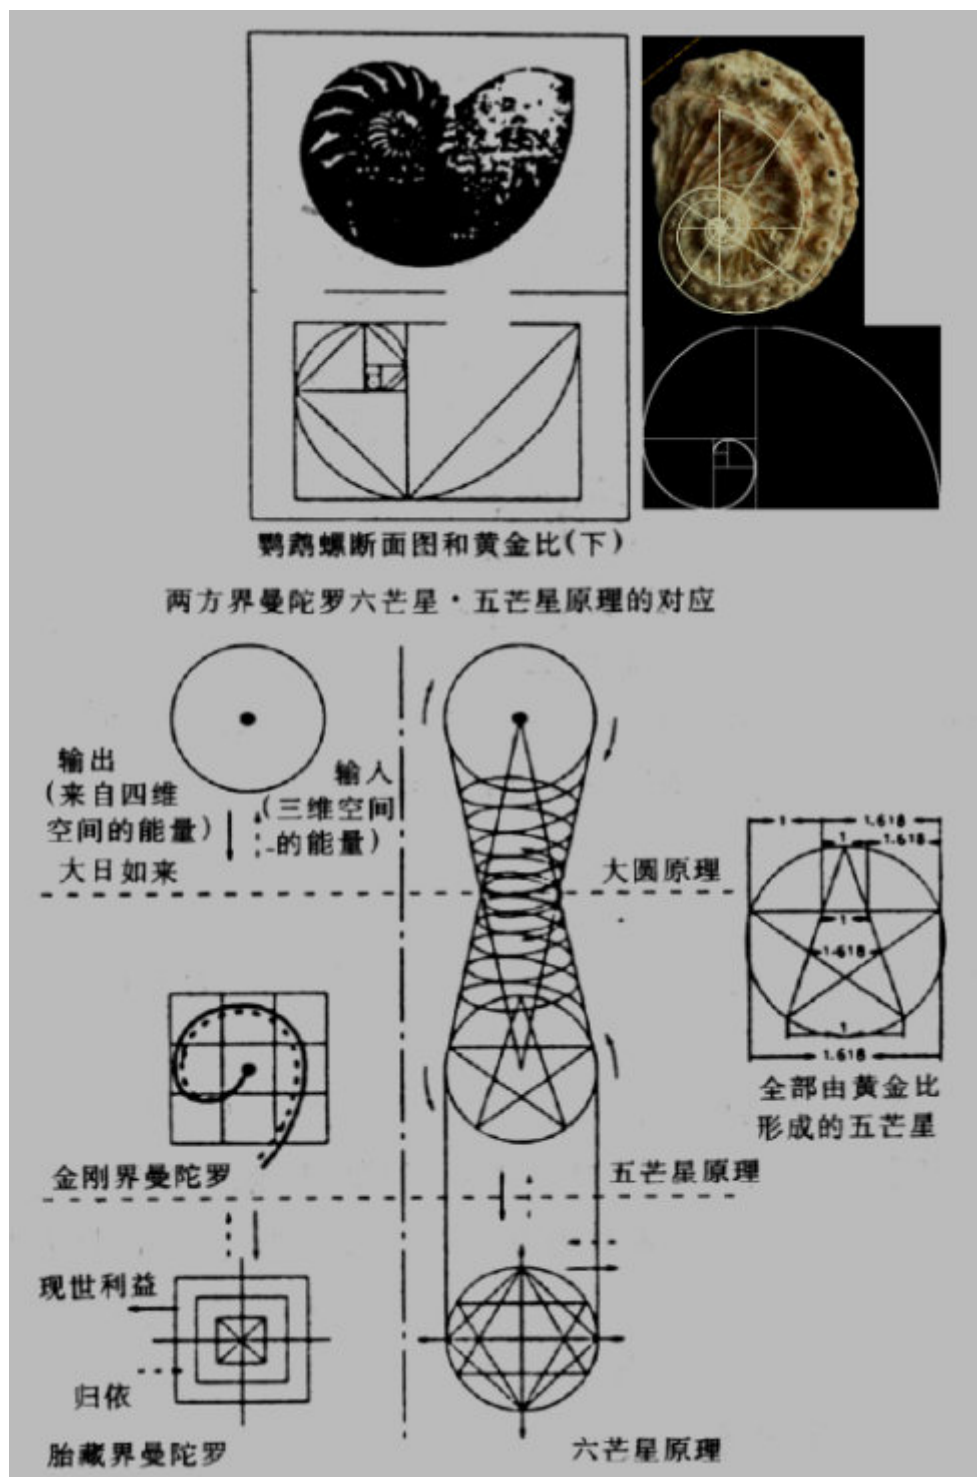 鹦鹉螺断面图和黄金比(下)
两方界曼陀罗六芒星·五芒星原理的对应
输出
(来自四维
空间的能量)
大日如来
输入
(三维空间
的能量)
大圆原理
1
1.618
1
1.618
1
1.618
1
1.618
全部由黄金比
形成的五芒星
金刚界曼陀罗
五芒星原理
现世利益
归依
胎藏界曼陀罗
六芒星原理